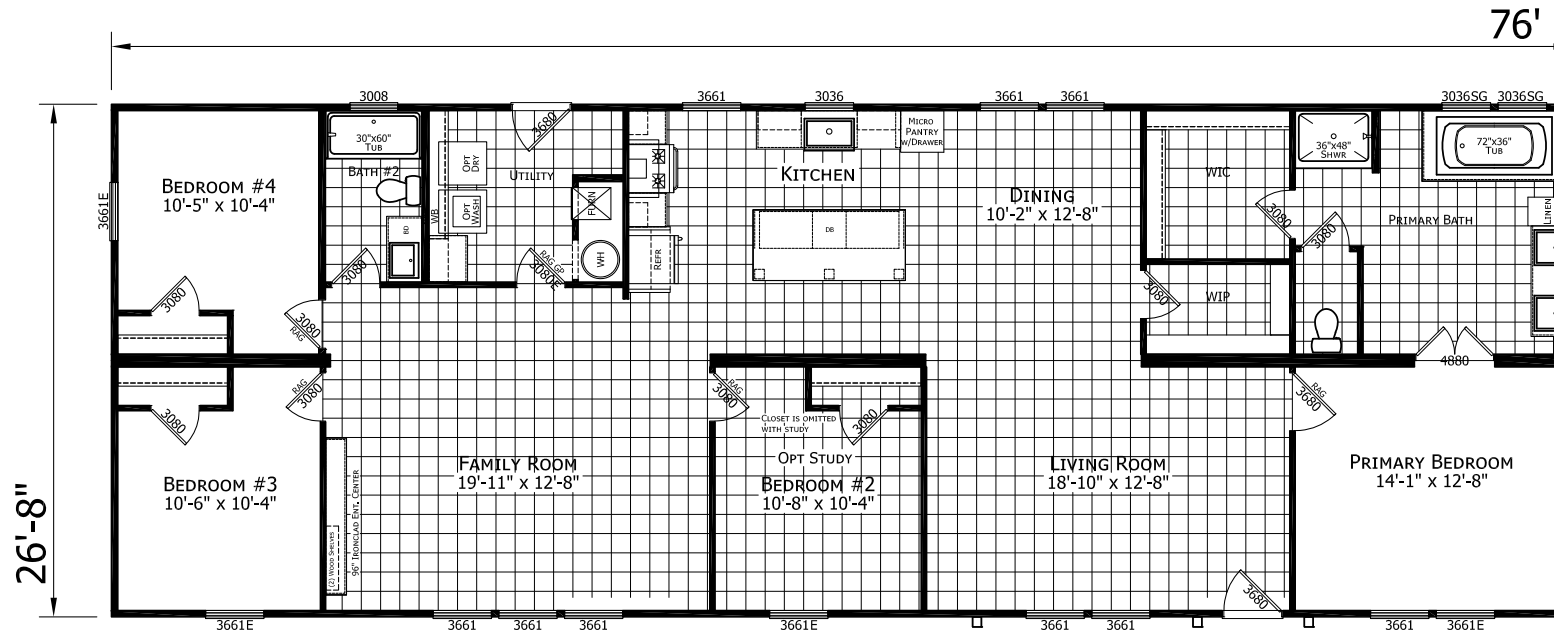 76'
26'-8"
3008
3661
3036
3661
3661
3036SG
3036SG
30"x60"
TUB
BATH #2
3680
OPT
DRY
UTILITY
WB
OPT
WASH
FURN
WH
BD
3080
RAG GP
3080E
REFR
MICRO
PANTRY
W/DRAWER
KITCHEN
DB
DINING
10'-2" x 12'-8"
WIC
3080
36"x48"
SHWR
72"x36"
TUB
PRIMARY BATH
LINEN
3080
WIP
3080
4880
3661E
BEDROOM #4
10'-5" x 10'-4"
3080
3080
RAG
RAG
3080
3080
BEDROOM #3
10'-6" x 10'-4"
(2) WOOD SHELVES
96" IRONCLAD ENT. CENTER
FAMILY ROOM
19'-11" x 12'-8"
RAG
3080
CLOSET IS OMITTED
WITH STUDY
3080
OPT STUDY
BEDROOM #2
10'-8" x 10'-4"
LIVING ROOM
18'-10" x 12'-8"
3680
RAG
3680
PRIMARY BEDROOM
14'-1" x 12'-8"
3661E
3661
3661
3661
3661E
3661
3661
3661
3661E